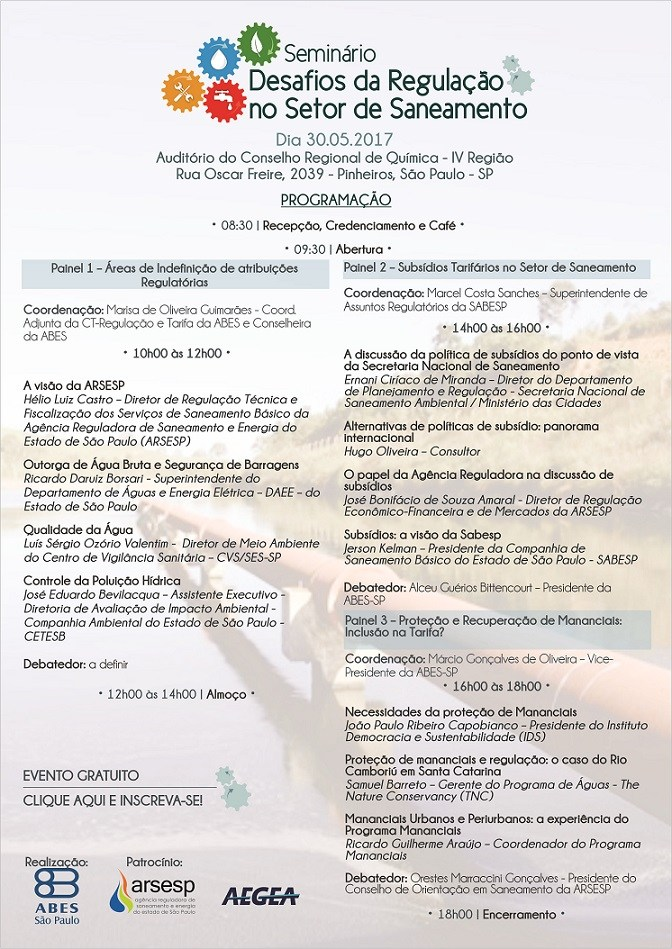 Seminário
Desafios da Regulação
no Setor de Saneamento
Dia 30.05.2017
Auditório do Conselho Regional de Química - IV Região
Rua Oscar Freire, 2039 - Pinheiros, São Paulo - SP
PROGRAMAÇÃO
• 08:30 | Recepção, Credenciamento e Café •
• 09:30 | Abertura •
Painel 1 – Áreas de Indefinição de atribuições
Regulatórias
Coordenação: Marisa de Oliveira Guimarães - Coord.
Adjunta da CT-Regulação e Tarifa da ABES e Conselheira
da ABES
• 10h00 às 12h00 •
A visão da ARSESP
Hélio Luiz Castro – Diretor de Regulação Técnica e
Fiscalização dos Serviços de Saneamento Básico da
Agência Reguladora de Saneamento e Energia do
Estado de São Paulo (ARSESP)
Outorga de Água Bruta e Segurança de Barragens
Ricardo Daruiz Borsari - Superintendente do
Departamento de Águas e Energia Elétrica – DAEE – do
Estado de São Paulo
Qualidade da Água
Luís Sérgio Ozório Valentim - Diretor de Meio Ambiente
do Centro de Vigilância Sanitária – CVS/SES-SP
Controle da Poluição Hídrica
José Eduardo Bevilacqua – Assistente Executivo -
Diretoria de Avaliação de Impacto Ambiental -
Companhia Ambiental do Estado de São Paulo -
CETESB
Debatedor: a definir
• 12h00 às 14h00 | Almoço •
EVENTO GRATUITO
CLIQUE AQUI E INSCREVA-SE!
Realização:
ABES
São Paulo
Patrocínio:
arsesp
agência reguladora de
saneamento e energia
do estado de São Paulo
AEGEA
Painel 2 – Subsídios Tarifários no Setor de Saneamento
Coordenação: Marcel Costa Sanches – Superintendente de
Assuntos Regulatórios da SABESP
• 14h00 às 16h00 •
A discussão da política de subsídios do ponto de vista
da Secretaria Nacional de Saneamento
Ernani Ciríaco de Miranda – Diretor do Departamento
de Planejamento e Regulação - Secretaria Nacional de
Saneamento Ambiental / Ministério das Cidades
Alternativas de políticas de subsídio: panorama
internacional
Hugo Oliveira – Consultor
O papel da Agência Reguladora na discussão de
subsídios
José Bonifácio de Souza Amaral - Diretor de Regulação
Econômico-Financeira e de Mercados da ARSESP
Subsídios: a visão da Sabesp
Jerson Kelman – Presidente da Companhia de
Saneamento Básico do Estado de São Paulo - SABESP
Debatedor: Alceu Guérios Bittencourt – Presidente da
ABES-SP
Painel 3 – Proteção e Recuperação de Mananciais:
Inclusão na Tarifa?
Coordenação: Márcio Gonçalves de Oliveira – Vice-
Presidente da ABES-SP
• 16h00 às 18h00 •
Necessidades da proteção de Mananciais
João Paulo Ribeiro Capobianco – Presidente do Instituto
Democracia e Sustentabilidade (IDS)
Proteção de mananciais e regulação: o caso do Rio
Camboriú em Santa Catarina
Samuel Barreto – Gerente do Programa de Águas - The
Nature Conservancy (TNC)
Mananciais Urbanos e Periurbanos: a experiência do
Programa Mananciais
Ricardo Guilherme Araújo – Coordenador do Programa
Mananciais
Debatedor: Orestes Marraccini Gonçalves - Presidente do
Conselho de Orientação em Saneamento da ARSESP
• 18h00 | Encerramento •